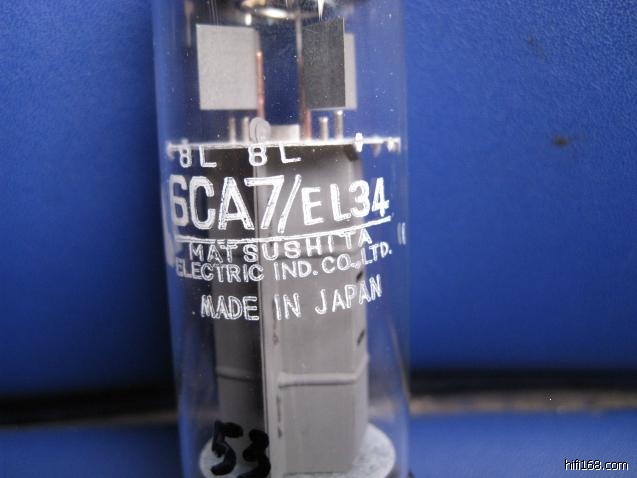 8L 8L
6CA7/EL34
MATSUSHITA
ELECTRIC IND. CO.,LTD.
MADE IN JAPAN
53
hifi168.com